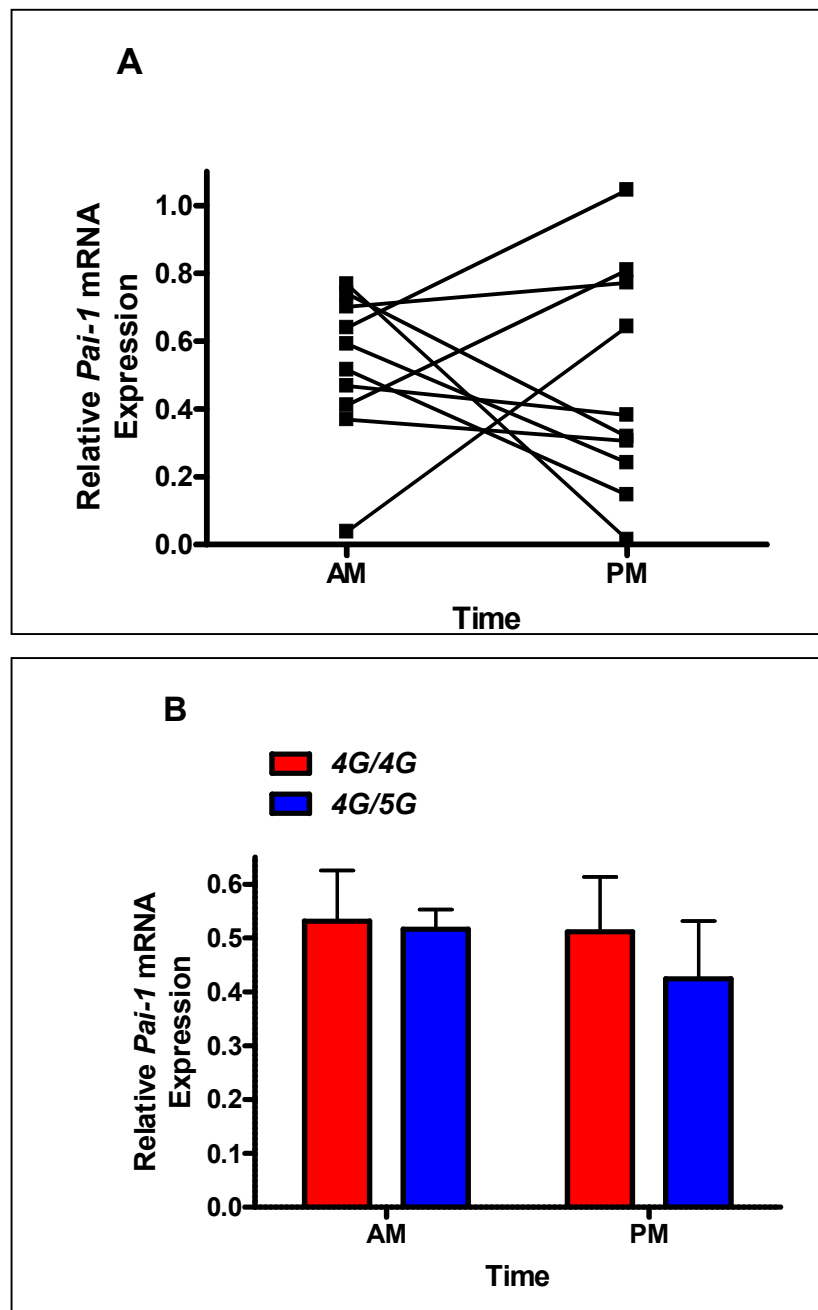 A
Relative Pai-1 mRNA
Expression
1.0
0.8
0.6
0.4
0.2
0.0
AM PM
Time
B
4G/4G
4G/5G
Relative Pai-1 mRNA
Expression
0.6
0.5
0.4
0.3
0.2
0.1
0.0
AM PM
Time